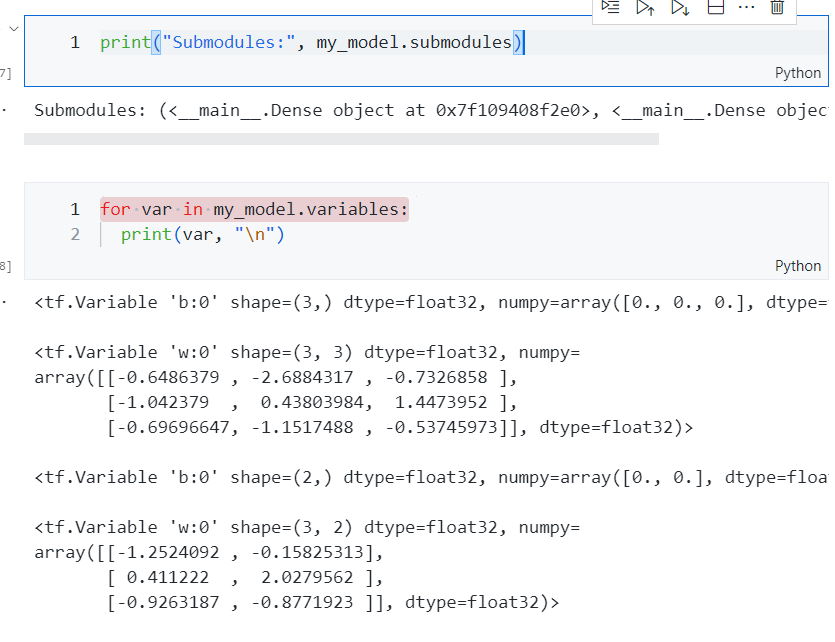 1 print("Submodules:", my_model.submodules)
7]
Python
Submodules: (<__main__.Dense object at 0x7f109408f2e0>, <__main__.Dense objec
1 for var in my_model.variables:
2 print(var, "\n")
8]
Python
<tf.Variable 'b:0' shape=(3,) dtype=float32, numpy=array([0., 0., 0.], dtype=
<tf.Variable 'w:0' shape=(3, 3) dtype=float32, numpy=
array([[-0.6486379 , -2.6884317 , -0.7326858 ],
[-1.042379  ,  0.43803984,  1.4473952 ],
[-0.69696647, -1.1517488 , -0.53745973]], dtype=float32)>
<tf.Variable 'b:0' shape=(2,) dtype=float32, numpy=array([0., 0.], dtype=floa
<tf.Variable 'w:0' shape=(3, 2) dtype=float32, numpy=
array([[-1.2524092 , -0.15825313],
[ 0.411222  ,  2.0279562 ],
[-0.9263187 , -0.8771923 ]], dtype=float32)>